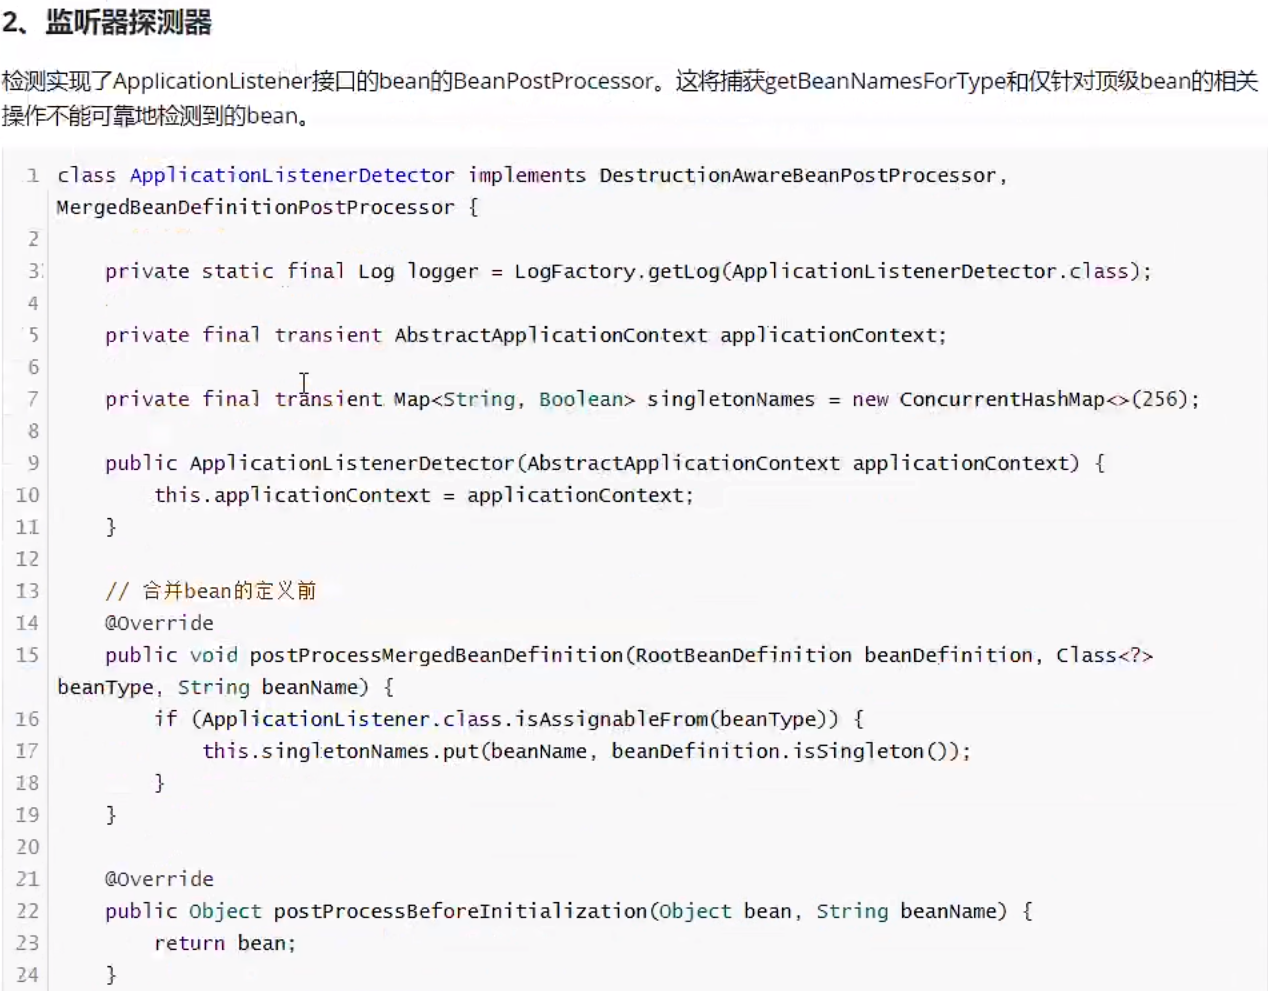 2、监听器探测器
检测实现了ApplicationListener接口的bean的BeanPostProcessor。这将捕获getBeanNamesForType和仅针对顶级bean的相关
操作不能可靠地检测到的bean。
1 class ApplicationListenerDetector implements DestructionAwareBeanPostProcessor,
MergedBeanDefinitionPostProcessor {
2
3 private static final Log logger = LogFactory.getLog(ApplicationListenerDetector.class);
4
5 private final transient AbstractApplicationContext applicationContext;
6
7 private final transient Map<String, Boolean> singletonNames = new ConcurrentHashMap<>(256);
8
9 public ApplicationListenerDetector(AbstractApplicationContext applicationContext) {
10 this.applicationContext = applicationContext;
11 }
12
13 // 合并bean的定义前
14 @Override
15 public void postProcessMergedBeanDefinition(RootBeanDefinition beanDefinition, Class<?>
beanType, String beanName) {
16 if (ApplicationListener.class.isAssignableFrom(beanType)) {
17 this.singletonNames.put(beanName, beanDefinition.isSingleton());
18 }
19 }
20
21 @Override
22 public Object postProcessBeforeInitialization(Object bean, String beanName) {
23 return bean;
24 }